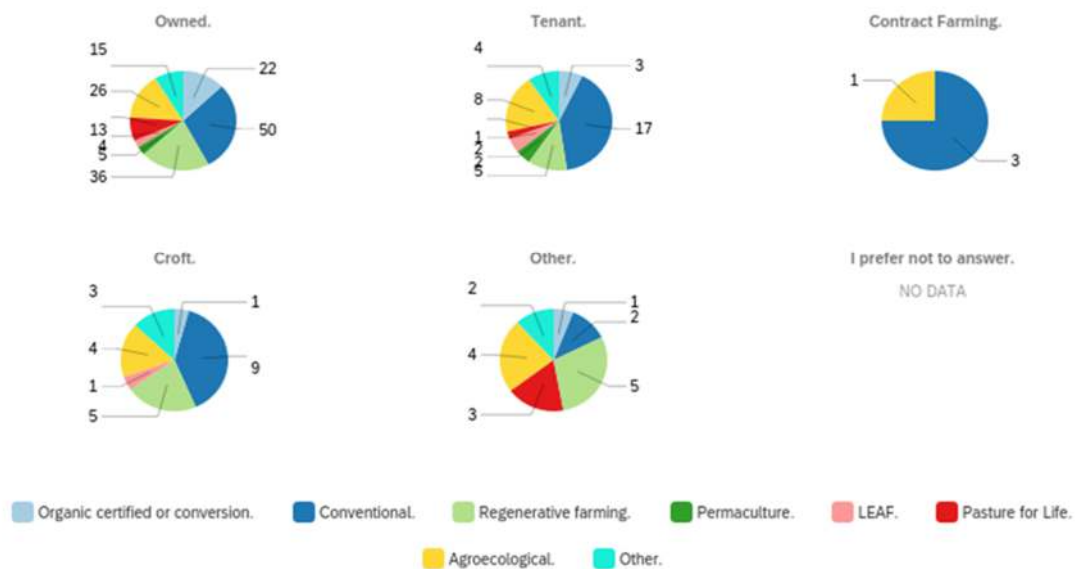 Owned.
Tenant.
Contract Farming.
15
22
26
50
13
4
5
36
4
3
8
17
1
2
2
5
1
3
Croft.
Other.
I prefer not to answer.
NO DATA
3
1
4
9
1
5
2
1
2
4
5
3
Organic certified or conversion.
Conventional.
Regenerative farming.
Permaculture.
LEAF.
Pasture for Life.
Agroecological.
Other.